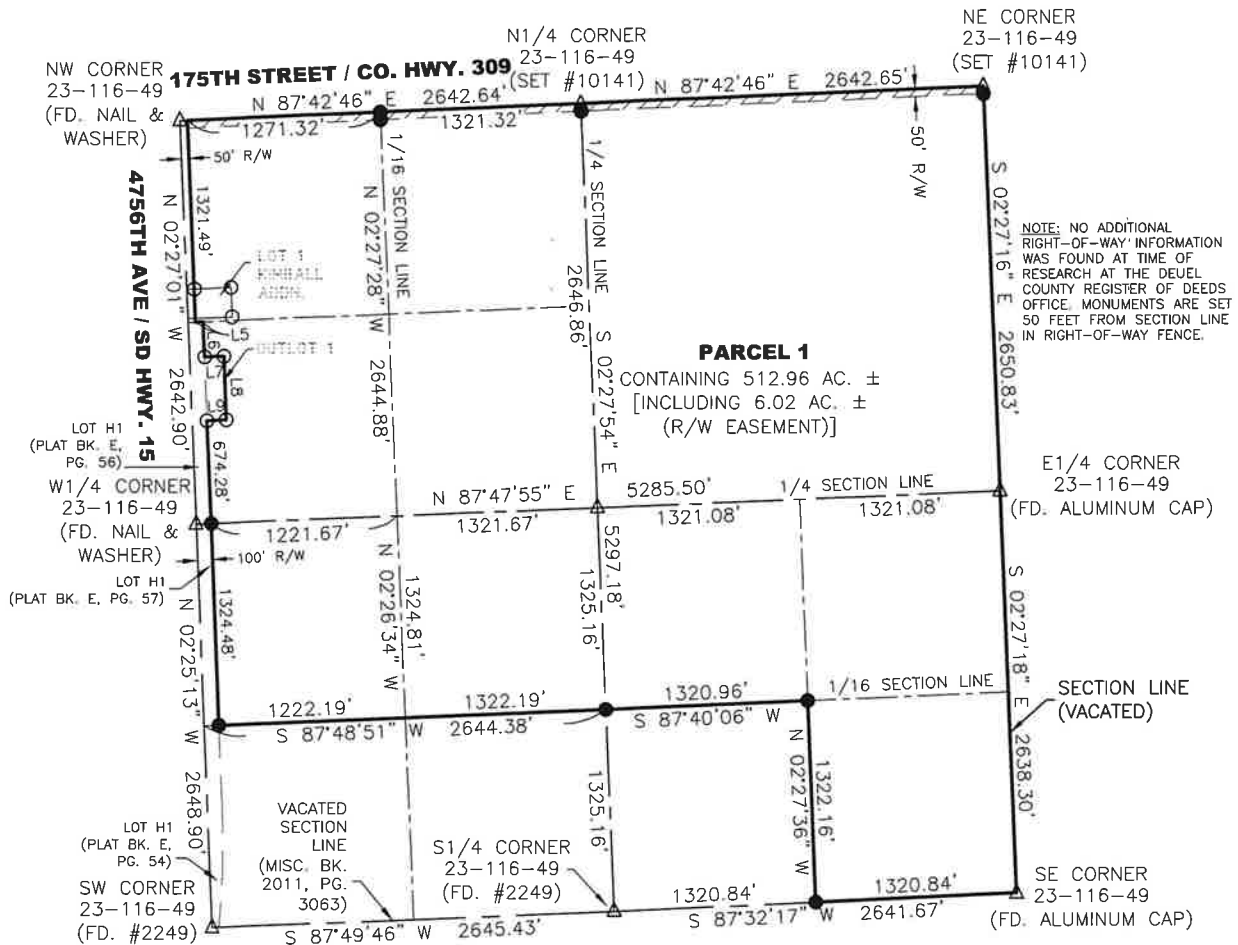 NE CORNER
23-116-49
(SET #10141)
N1/4 CORNER
23-116-49
(SET #10141)
NW CORNER
23-116-49
(FD. NAIL &
WASHER)
175TH STREET / CO. HWY. 309
N 87°42'46" E 2642.64'
N 87°42'46" E 2642.65'
1271.32'
1321.32'
50' R/W
50' R/W
4756TH AVE / SD HWY. 15
1321.49'
N 02°27'01" W 2642.90'
1/16 SECTION LINE
N 02°27'28" W 2644.88'
1/4 SECTION LINE
2646.86'
S 02°27'54" E
5297.18'
S 02°27'16" E 2650.83'
NOTE: NO ADDITIONAL
RIGHT-OF-WAY INFORMATION
WAS FOUND AT TIME OF
RESEARCH AT THE DEUEL
COUNTY REGISTER OF DEEDS
OFFICE. MONUMENTS ARE SET
50 FEET FROM SECTION LINE
IN RIGHT-OF-WAY FENCE.
LOT 1
KIMBALL
ADDN.
L5
L6
OUTLOT 1
L7
L8
L9
PARCEL 1
CONTAINING 512.96 AC. ±
[INCLUDING 6.02 AC. ±
(R/W EASEMENT)]
LOT H1
(PLAT BK. E,
PG. 56)
674.28'
W1/4 CORNER
23-116-49
(FD. NAIL &
WASHER)
N 87°47'55" E 5285.50'
1/4 SECTION LINE
1221.67'
1321.67'
1321.08'
1321.08'
E1/4 CORNER
23-116-49
(FD. ALUMINUM CAP)
100' R/W
LOT H1
(PLAT BK. E, PG. 57)
1324.48'
N 02°25'13" W 2648.90'
N 02°26'34" W
1324.81'
1325.16'
S 02°27'18" E 2638.30'
1222.19'
1322.19'
1320.96'
1/16 SECTION LINE
SECTION LINE
(VACATED)
S 87°48'51" W 2644.38'
S 87°40'06" W
N 02°27'36" W
1322.16'
1325.16'
LOT H1
(PLAT BK. E,
PG. 54)
VACATED
SECTION
LINE
(MISC. BK.
2011, PG.
3063)
S1/4 CORNER
23-116-49
(FD. #2249)
SW CORNER
23-116-49
(FD. #2249)
S 87°49'46" W 2645.43'
1320.84'
1320.84'
S 87°32'17" W 2641.67'
SE CORNER
23-116-49
(FD. ALUMINUM CAP)